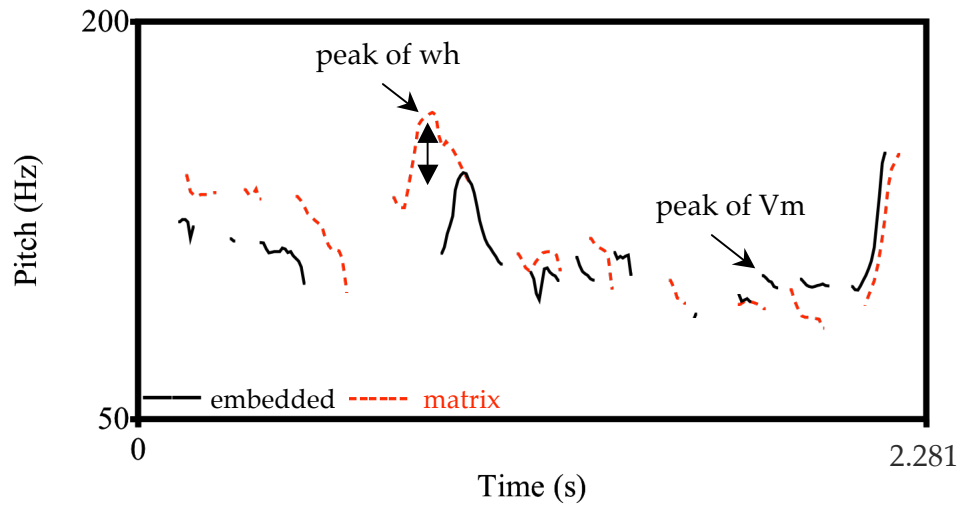 200
peak of wh
Pitch (Hz)
peak of Vm
embedded matrix
50
0
2.281
Time (s)